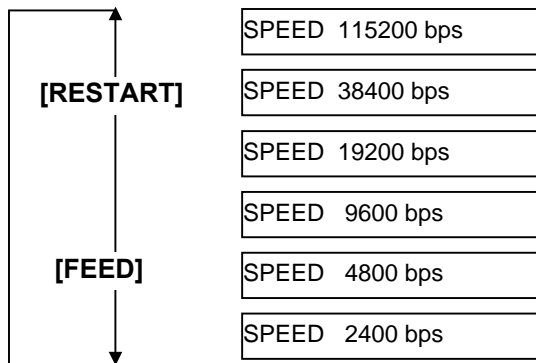 SPEED 115200 bps
[RESTART]
SPEED 38400 bps
SPEED 19200 bps
SPEED 9600 bps
[FEED]
SPEED 4800 bps
SPEED 2400 bps